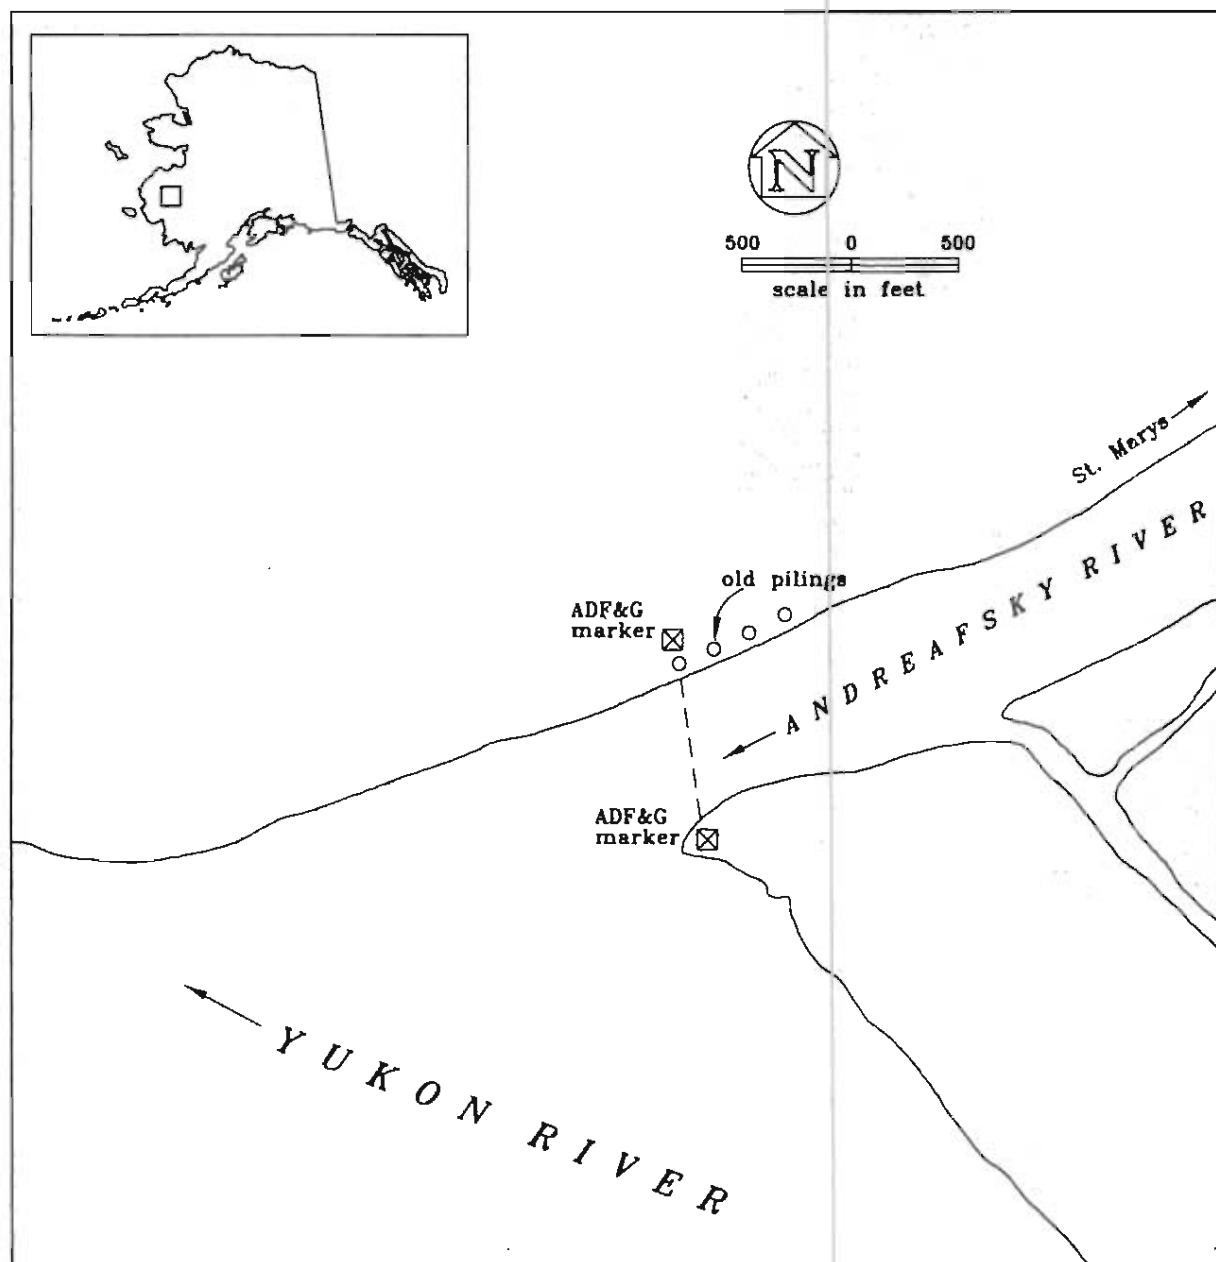 N
500 0 500
scale in feet
St. Marys
ANDREAFSKY RIVER
old pilings
ADF&G
marker
ADF&G
marker
YUKON RIVER